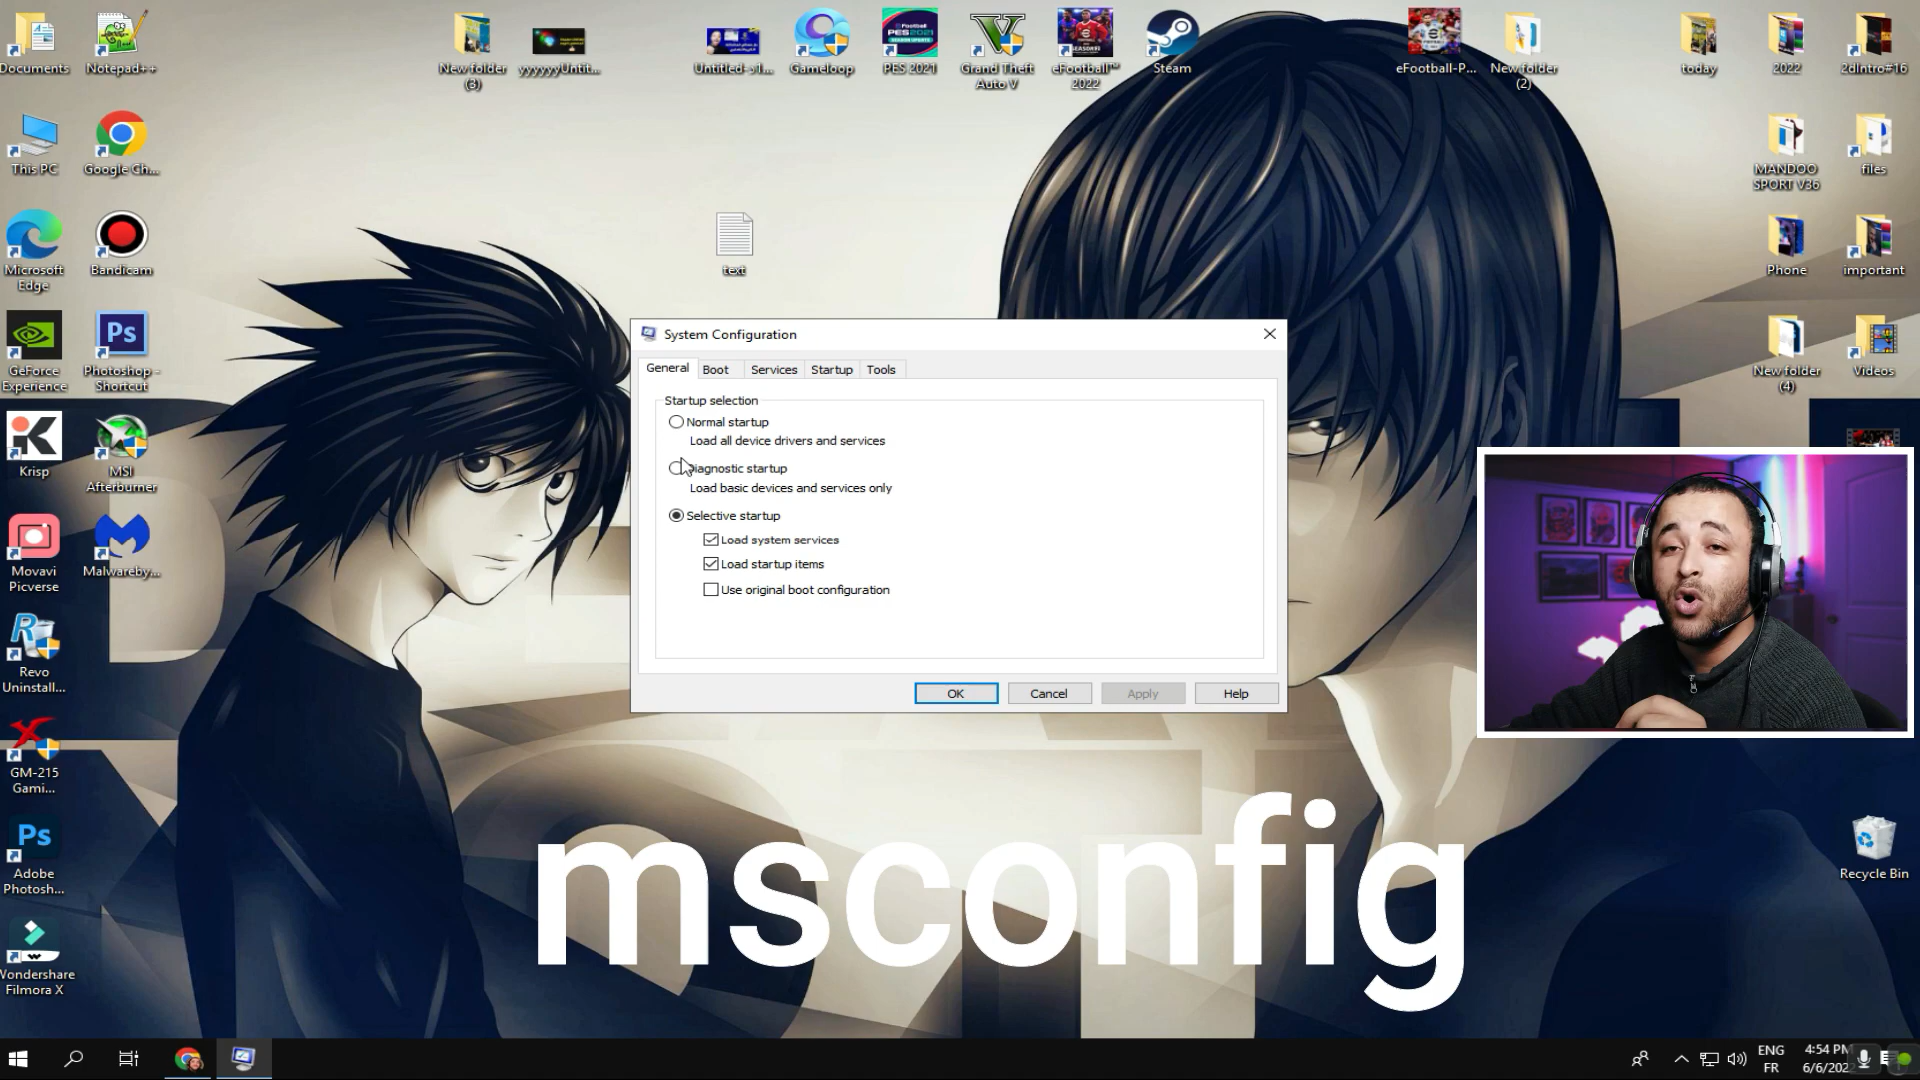 Documents
Notepad++
New folder
(3)
yyyyyyUntit...
Gameloop
PES 2021
Grand Theft
Auto V
eFootball™
2022
Steam
eFootball-P...
New folder
(2)
today
2022
2dIntro#16
This PC
Google Ch...
MANDOO
SPORT V36
files
Microsoft
Edge
Bandicam
text
Phone
important
GeForce
Experience
Photoshop -
Shortcut
New folder
(4)
Videos
System Configuration
General
Boot
Services
Startup
Tools
Startup selection
Normal startup
Load all device drivers and services
Diagnostic startup
Load basic devices and services only
Selective startup
Load system services
Load startup items
Use original boot configuration
OK
Cancel
Apply
Help
Krisp
MSI
Afterburner
Movavi
Picverse
Malwareby...
Revo
Uninstall...
GM-215
Gami...
Adobe
Photosh...
Wondershare
Filmora X
Recycle Bin
msconfig
ENG
FR
4:54 PM